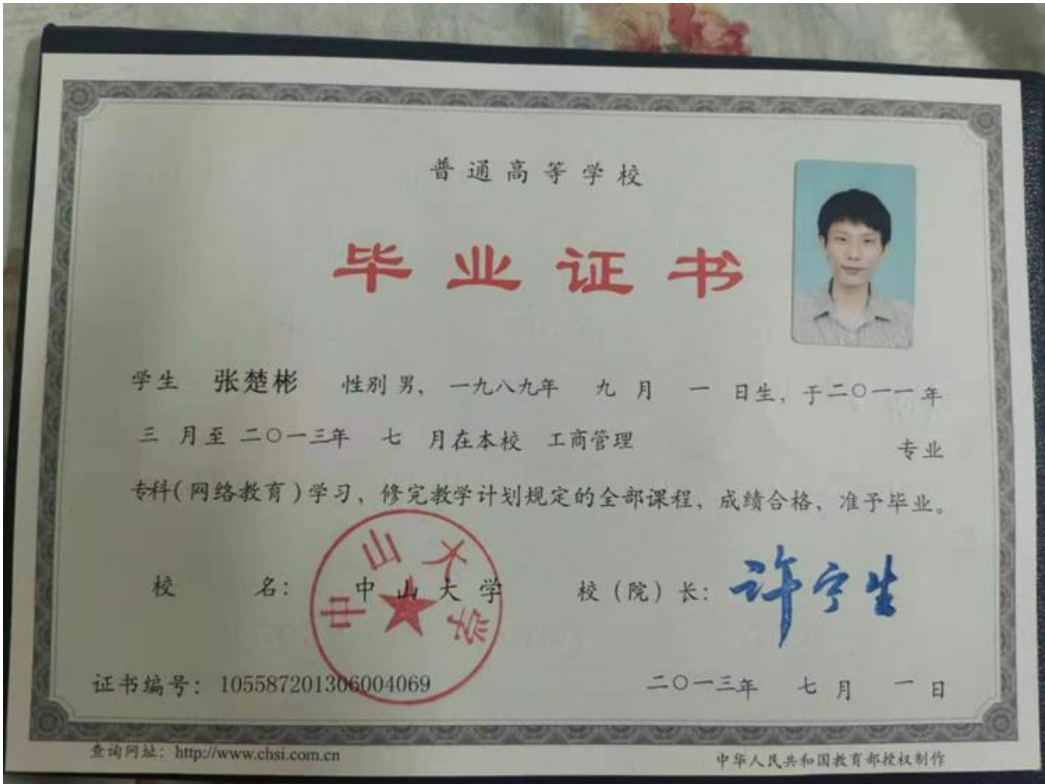 普通高等学校
毕业证书
学生 张楚彬 性别 男, 一九八九年 九 月 一 日生, 于二〇一一年
三 月至 二〇一三年 七 月在本校 工商管理 专业
专科(网络教育)学习, 修完教学计划规定的全部课程, 成绩合格, 准予毕业。
校 名: 中山大学 校(院)长: 许宁生
中山大学
证书编号: 105587201306004069 二〇一三年 七 月 一 日
查询网址: http://www.chsi.com.cn 中华人民共和国教育部授权制作